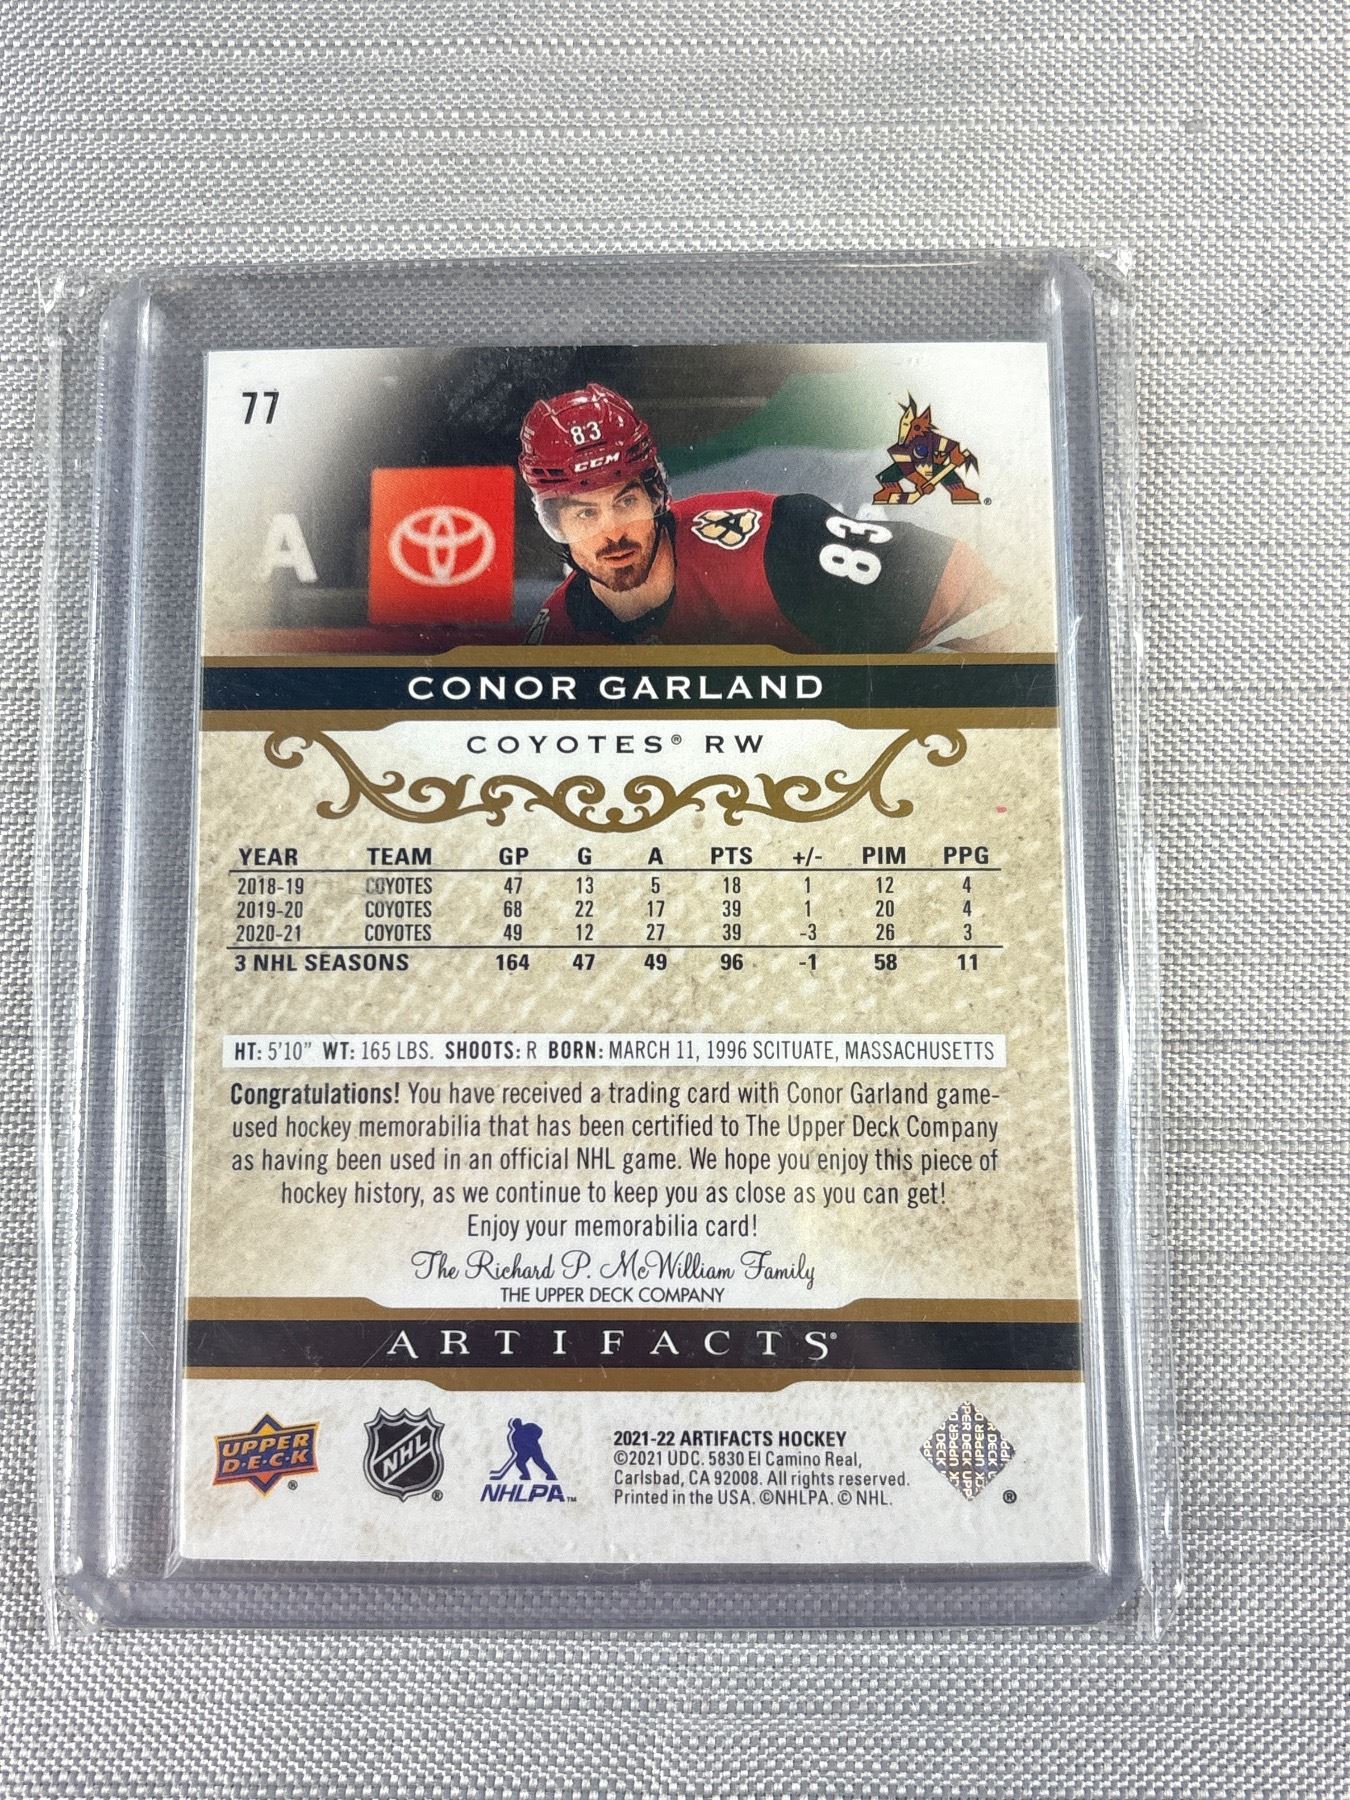 77
83
CCM
A
83
CONOR GARLAND
COYOTES® RW
YEAR TEAM GP G A PTS +/- PIM PPG
2018-19 COYOTES 47 13 5 18 1 12 4
2019-20 COYOTES 68 22 17 39 1 20 4
2020-21 COYOTES 49 12 27 39 -3 26 3
3 NHL SEASONS 164 47 49 96 -1 58 11
HT: 5'10" WT: 165 LBS. SHOOTS: R BORN: MARCH 11, 1996 SCITUATE, MASSACHUSETTS
Congratulations! You have received a trading card with Conor Garland game-
used hockey memorabilia that has been certified to The Upper Deck Company
as having been used in an official NHL game. We hope you enjoy this piece of
hockey history, as we continue to keep you as close as you can get!
Enjoy your memorabilia card!
The Richard P. McWilliam Family
THE UPPER DECK COMPANY
ARTIFACTS®
UPPER
D·E·C·K®
NHL®
NHLPA™
2021-22 ARTIFACTS HOCKEY
©2021 UDC. 5830 El Camino Real,
Carlsbad, CA 92008. All rights reserved.
Printed in the USA. ©NHLPA. © NHL.
UPPER DECK
®